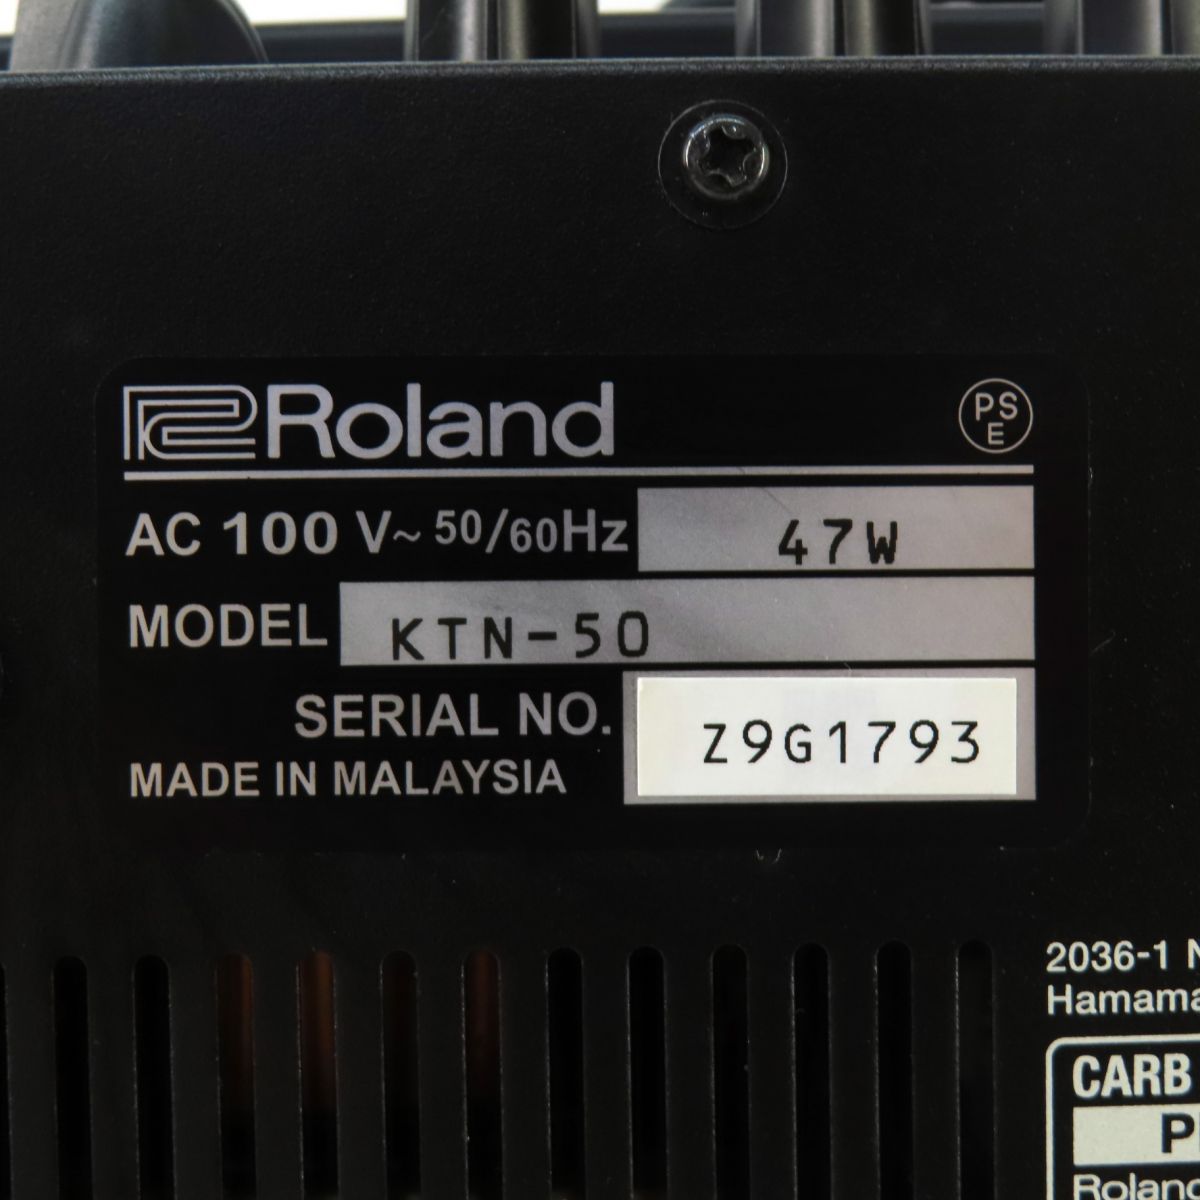 Roland
PS
E
AC 100 V~ 50/60Hz 47W
MODEL KTN-50
SERIAL NO. Z9G1793
MADE IN MALAYSIA
2036-1
CARB
Roland